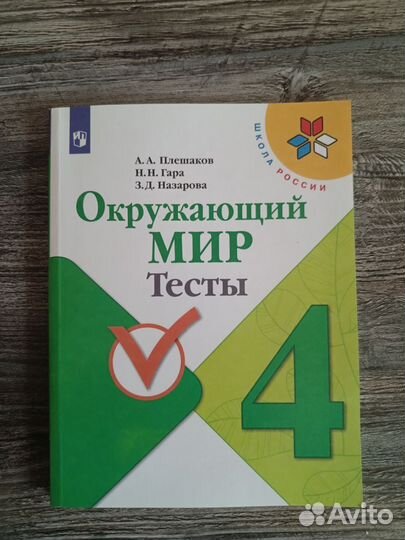 ШКОЛА РОССИИ
А. А. Плешаков
Н. Н. Гара
З. Д. Назарова
Окружающий
МИР
Тесты
4
Avito